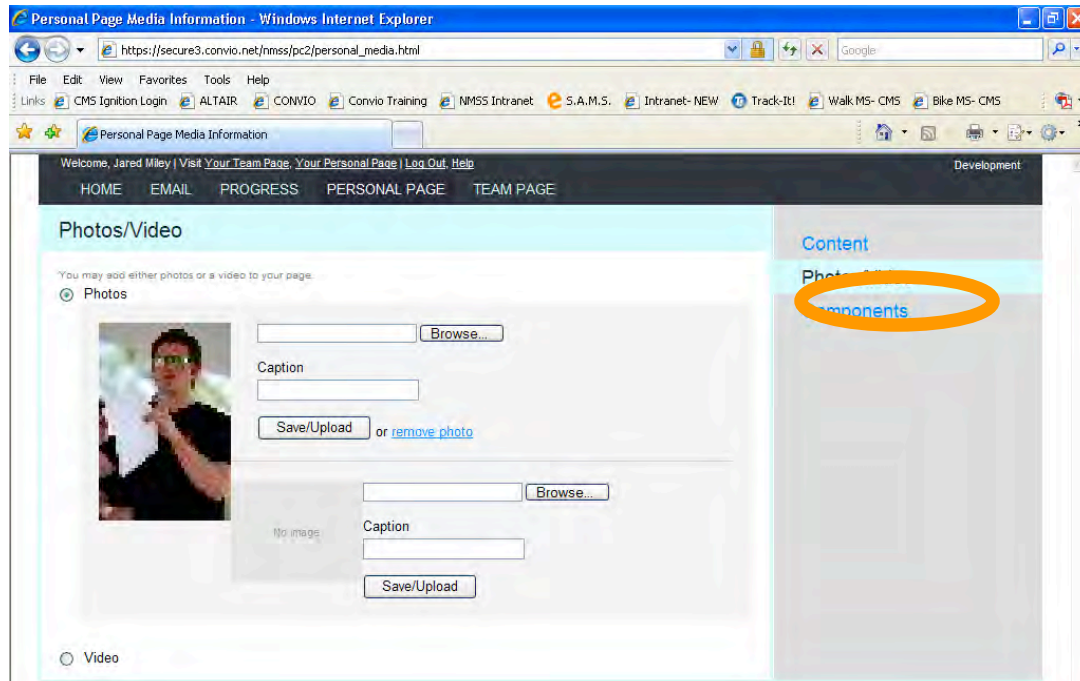 Personal Page Media Information - Windows Internet Explorer
https://secure3.convio.net/nmss/pc2/personal_media.html
Google
File Edit View Favorites Tools Help
Links CMS Ignition Login ALTAIR CONVIO Convio Training NMSS Intranet S.A.M.S. Intranet- NEW Track-It! Walk MS- CMS Bike MS- CMS
Personal Page Media Information
Welcome, Jared Miley | Visit Your Team Page, Your Personal Page | Log Out, Help
Development
HOME EMAIL PROGRESS PERSONAL PAGE TEAM PAGE
Photos/Video
You may add either photos or a video to your page.
Photos
Browse...
Caption
Save/Upload or remove photo
Browse...
No image
Caption
Save/Upload
Video
Content
Components